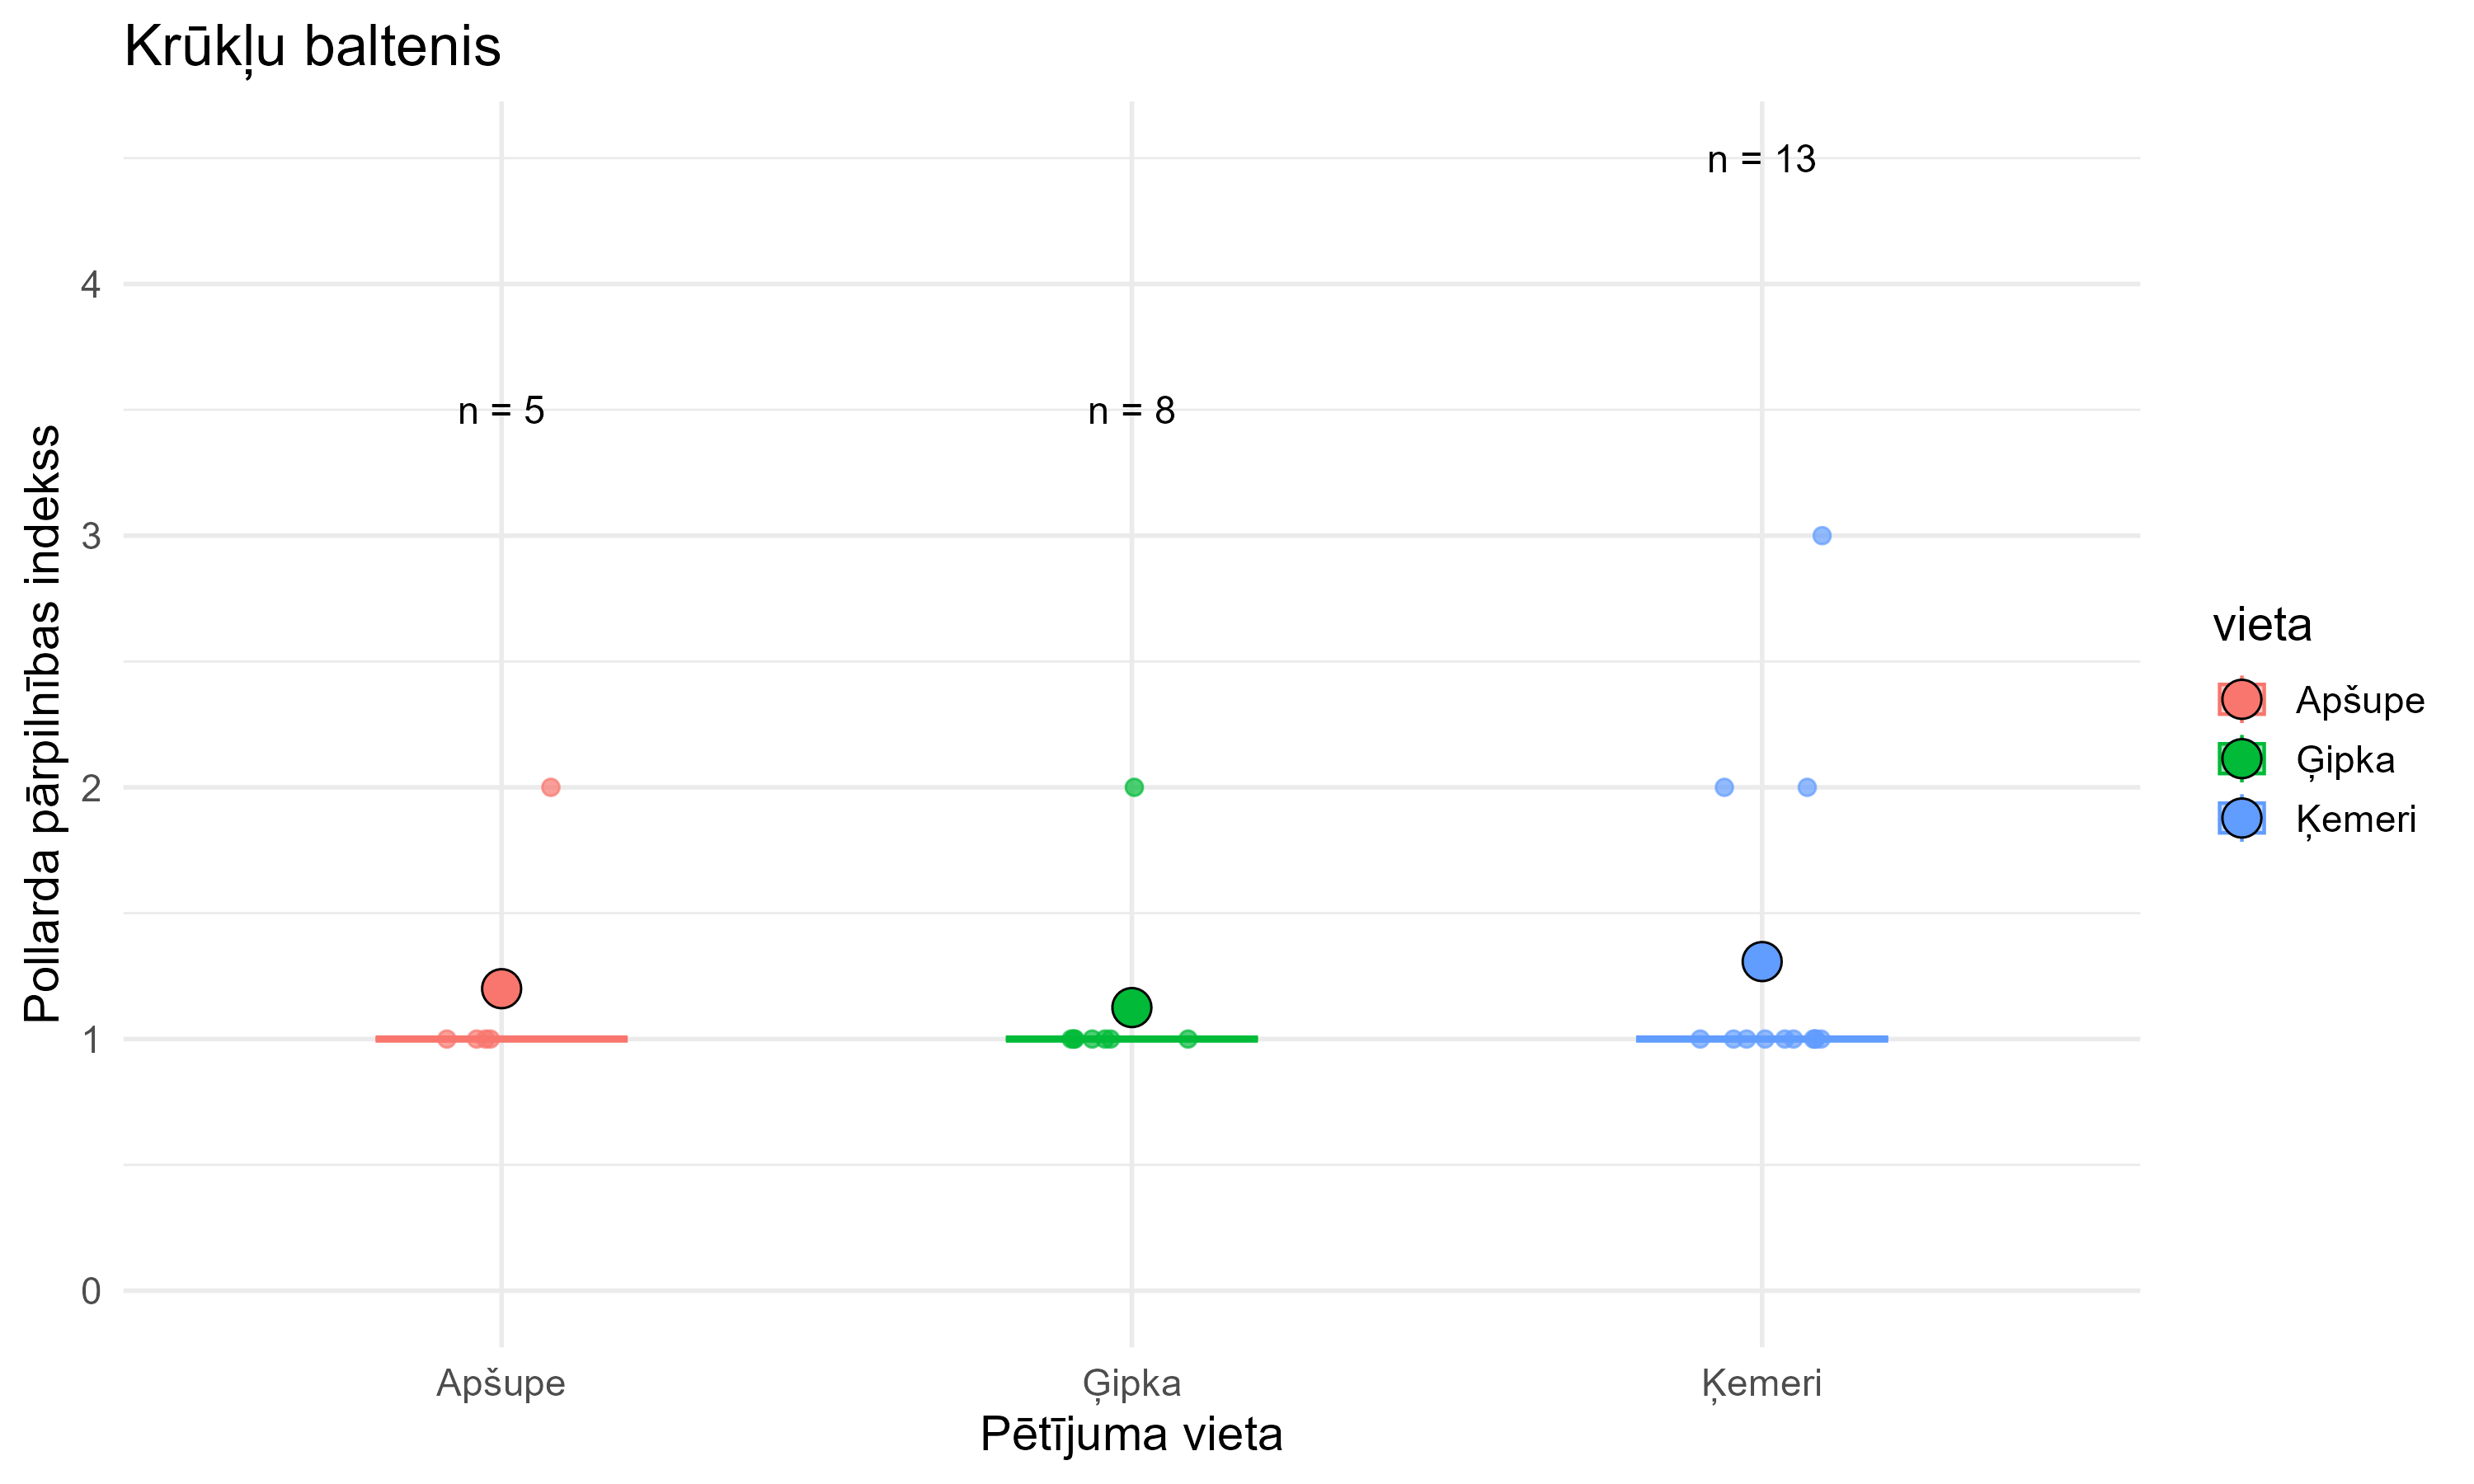 Krūkļu baltenis
n = 13
4
n = 5
n = 8
3
2
1
0
Pollarda pārpilnības indekss
Apšupe
Ģipka
Ķemeri
Pētījuma vieta
vieta
Apšupe
Ģipka
Ķemeri